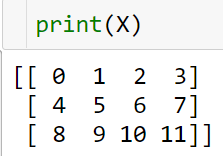 print(X)
[[ 0  1  2  3]
 [ 4  5  6  7]
 [ 8  9 10 11]]